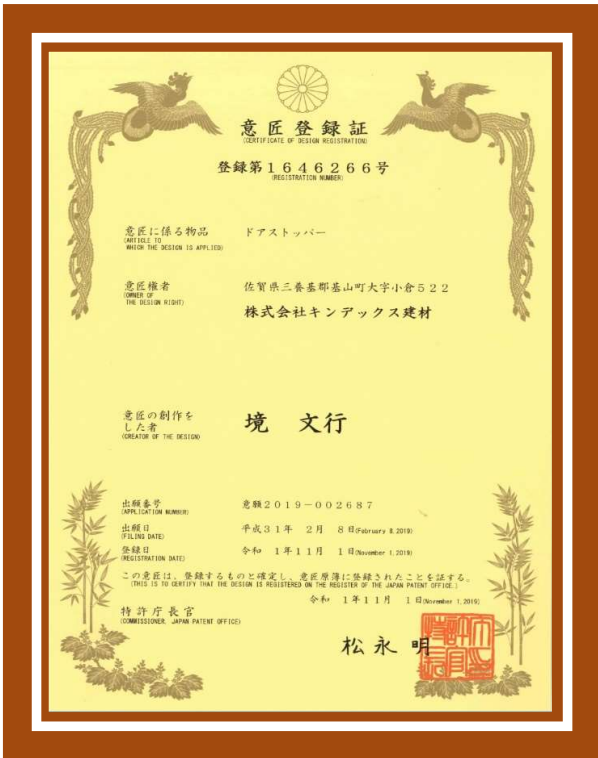 意匠登録証
(CERTIFICATE OF DESIGN REGISTRATION)
登録第1646266号
(REGISTRATION NUMBER)
意匠に係る物品 ドアストッパー
(ARTICLE TO
WHICH THE DESIGN IS APPLIED)
意匠権者 佐賀県三養基郡基山町大字小倉522
(OWNER OF
THE DESIGN RIGHT)
株式会社キンデックス建材
意匠の創作を
した者
(CREATOR OF THE DESIGN)
境 文行
出願番号 意願2019-002687
(APPLICATION NUMBER)
出願日 平成31年 2月 8日(February 8,2019)
(FILING DATE)
登録日 令和 1年11月 1日(November 1,2019)
(REGISTRATION DATE)
この意匠は、登録するものと確定し、意匠原簿に登録されたことを証する。
(THIS IS TO CERTIFY THAT THE DESIGN IS REGISTERED ON THE REGISTER OF THE JAPAN PATENT OFFICE.)
令和 1年11月 1日(November 1,2019)
特許庁長官
(COMMISSIONER, JAPAN PATENT OFFICE)
松永 明